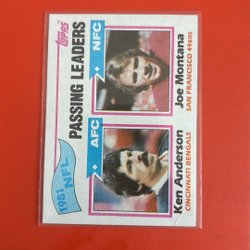 Topps
1981 NFL
PASSING LEADERS
AFC
Ken Anderson
CINCINNATI BENGALS
NFC
Joe Montana
SAN FRANCISCO 49ERS